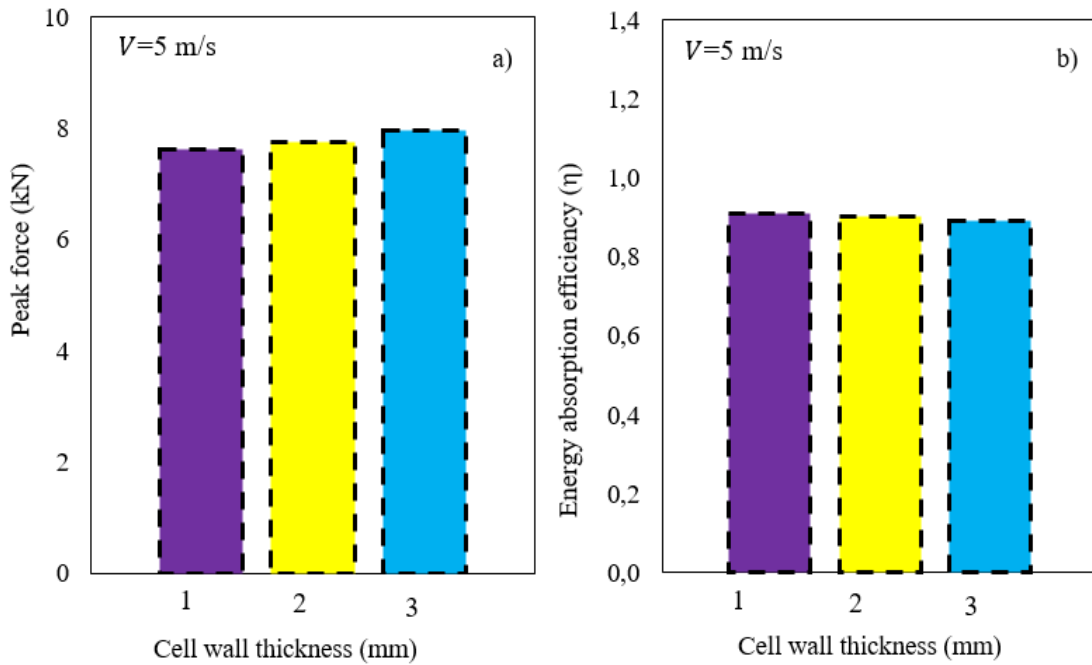 V=5 m/s
a)
10
8
6
4
2
0
Peak force (kN)
1 2 3
Cell wall thickness (mm)
V=5 m/s
b)
1,4
1,2
1,0
0,8
0,6
0,4
0,2
0,0
Energy absorption efficiency (η)
1 2 3
Cell wall thickness (mm)